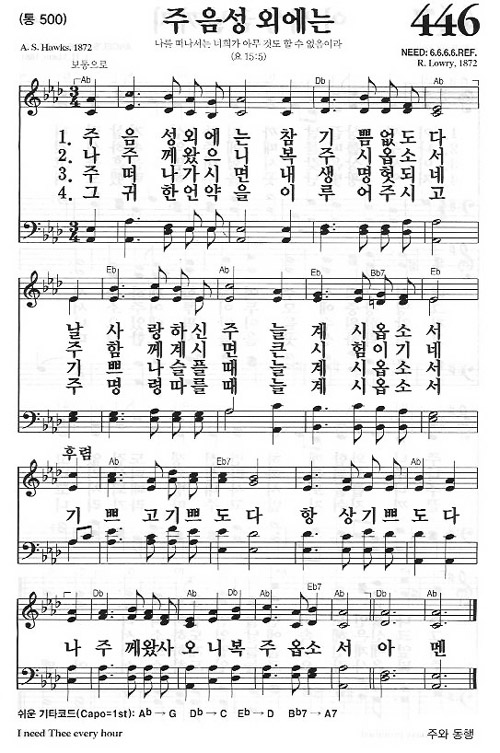 (통 500)
주 음성 외에는
446
나를 떠나서는 너희가 아무 것도 할 수 없음이라
(요 15:5)
A. S. Hawks, 1872
NEED: 6.6.6.6.REF.
R. Lowry, 1872
보통으로
Ab Db Ab
1. 주 음 성 외 에 는 참 기 쁨 없 도 다
2. 나 주 께 왔 으 니 복 주 시 옵 소 서
3. 주 떠 나 가 면 내 생 명 헛 되 네
4. 그 귀 한 언 약 을 이 루 어 주 시 고
Eb Ab Eb Bb7 Eb
날 사 랑 하 신 주 늘 계 시 옵 소 서
주 함 께 계 시 면 큰 시 험 이 기 네
기 쁘 나 슬 플 때 늘 계 시 옵 소 서
주 명 령 따 를 때 늘 계 시 옵 소 서
후렴
Ab Eb7 Ab
기 쁘 고 기 쁘 도 다 항 상 기 쁘 도 다
Db Ab Db Ab Eb7 Ab Db Ab
나 주 께 왔 사 오 니 복 주 옵 소 서 아 멘
쉬운 기타코드(Capo=1st): Ab → G Db → C Eb → D Bb7 → A7
I need Thee every hour
주와 동행